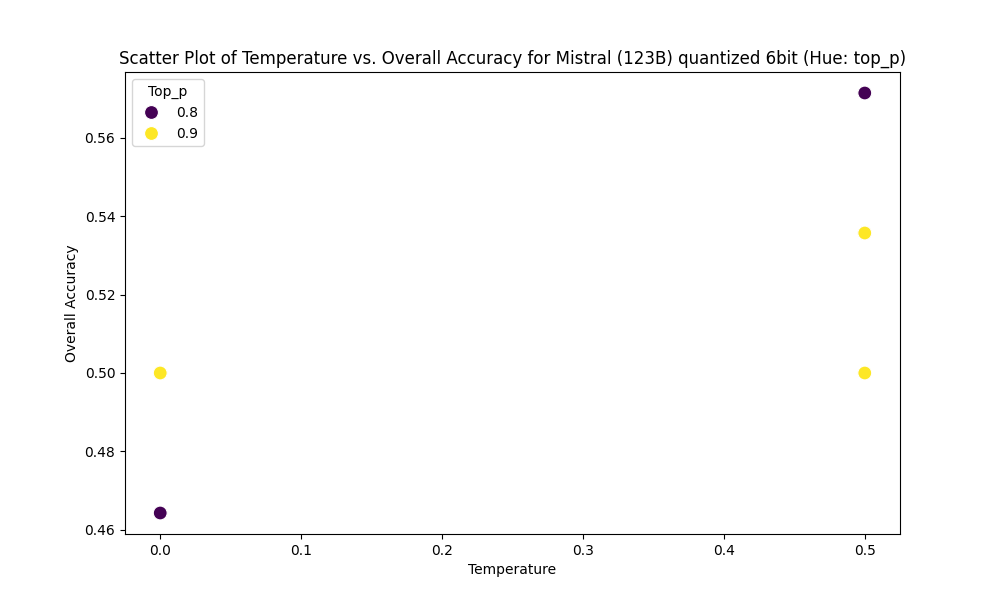 Scatter Plot of Temperature vs. Overall Accuracy for Mistral (123B) quantized 6bit (Hue: top_p)
Top_p
0.8
0.9
Overall Accuracy
0.56
0.54
0.52
0.50
0.48
0.46
0.0 0.1 0.2 0.3 0.4 0.5
Temperature